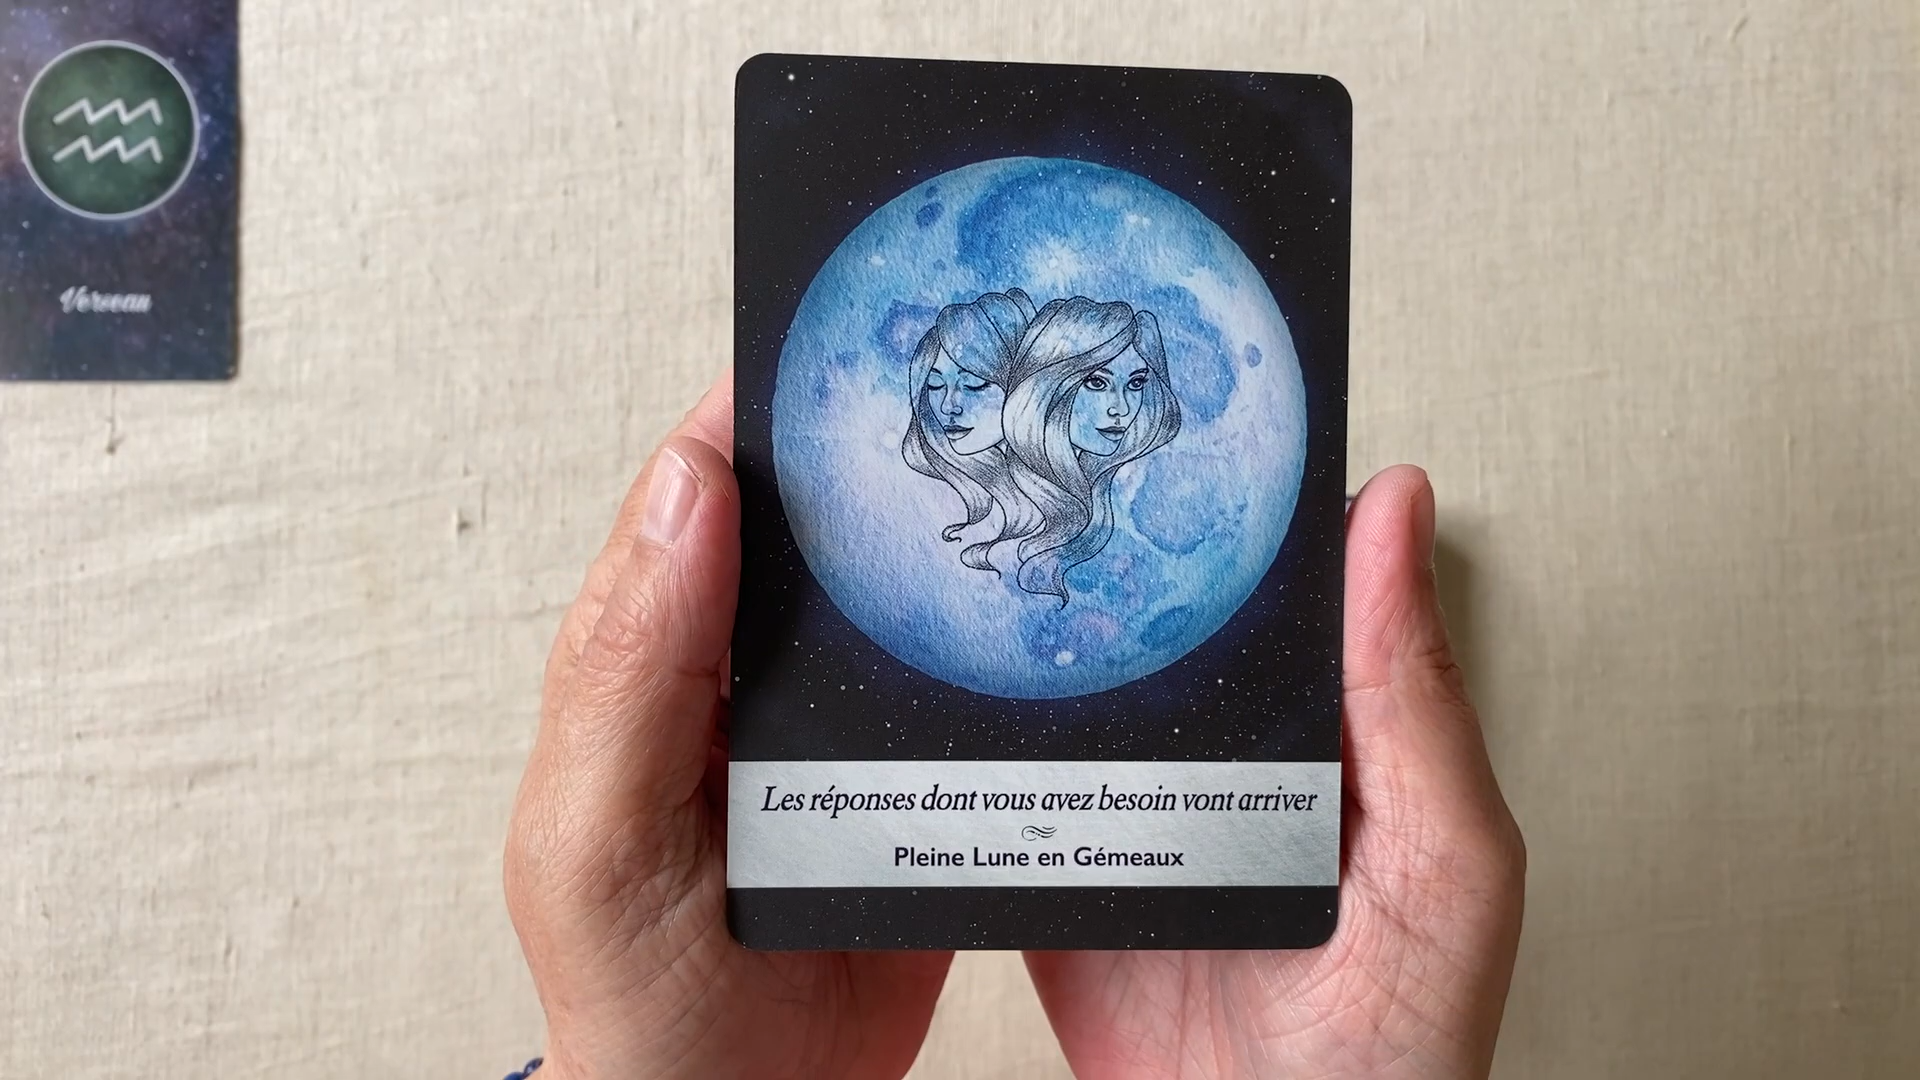 Verseau
Les réponses dont vous avez besoin vont arriver
Pleine Lune en Gémeaux